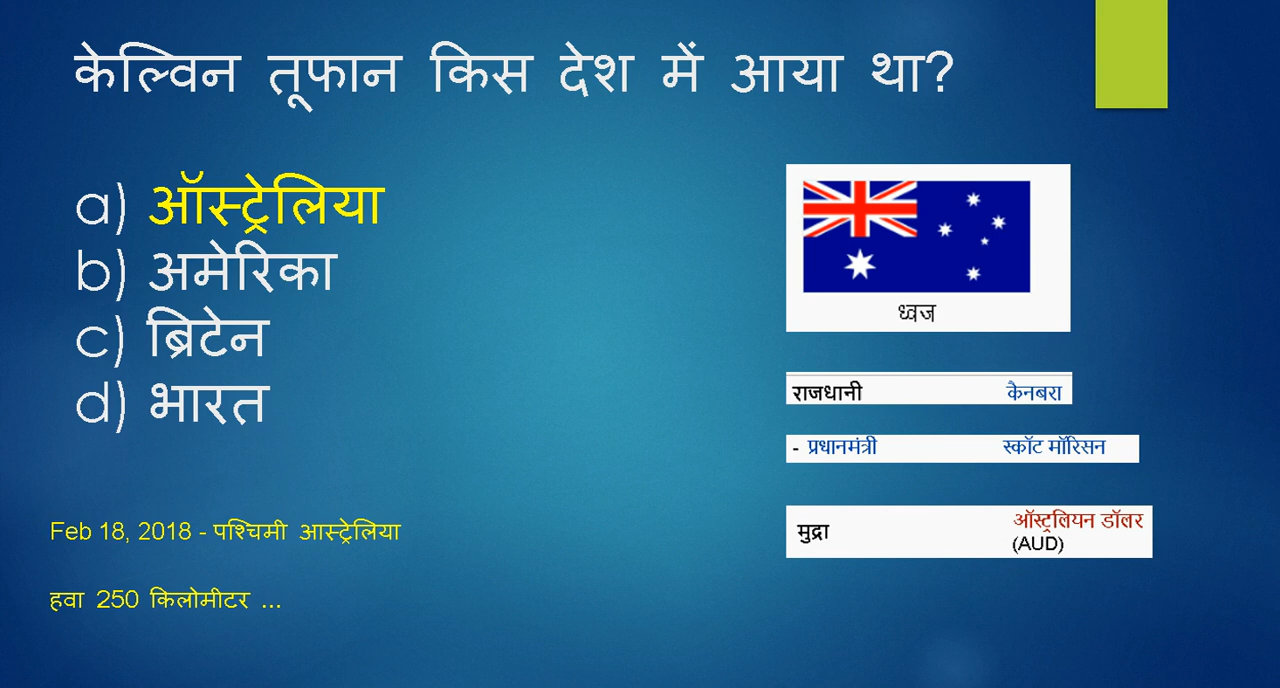 केल्विन तूफान किस देश में आया था?
a) ऑस्ट्रेलिया
b) अमेरिका
c) ब्रिटेन
d) भारत
Feb 18, 2018 - पश्चिमी आस्ट्रेलिया
हवा 250 किलोमीटर ...
ध्वज
राजधानी कैनबरा
- प्रधानमंत्री स्कॉट मॉरिसन
मुद्रा ऑस्ट्रलियन डॉलर
(AUD)